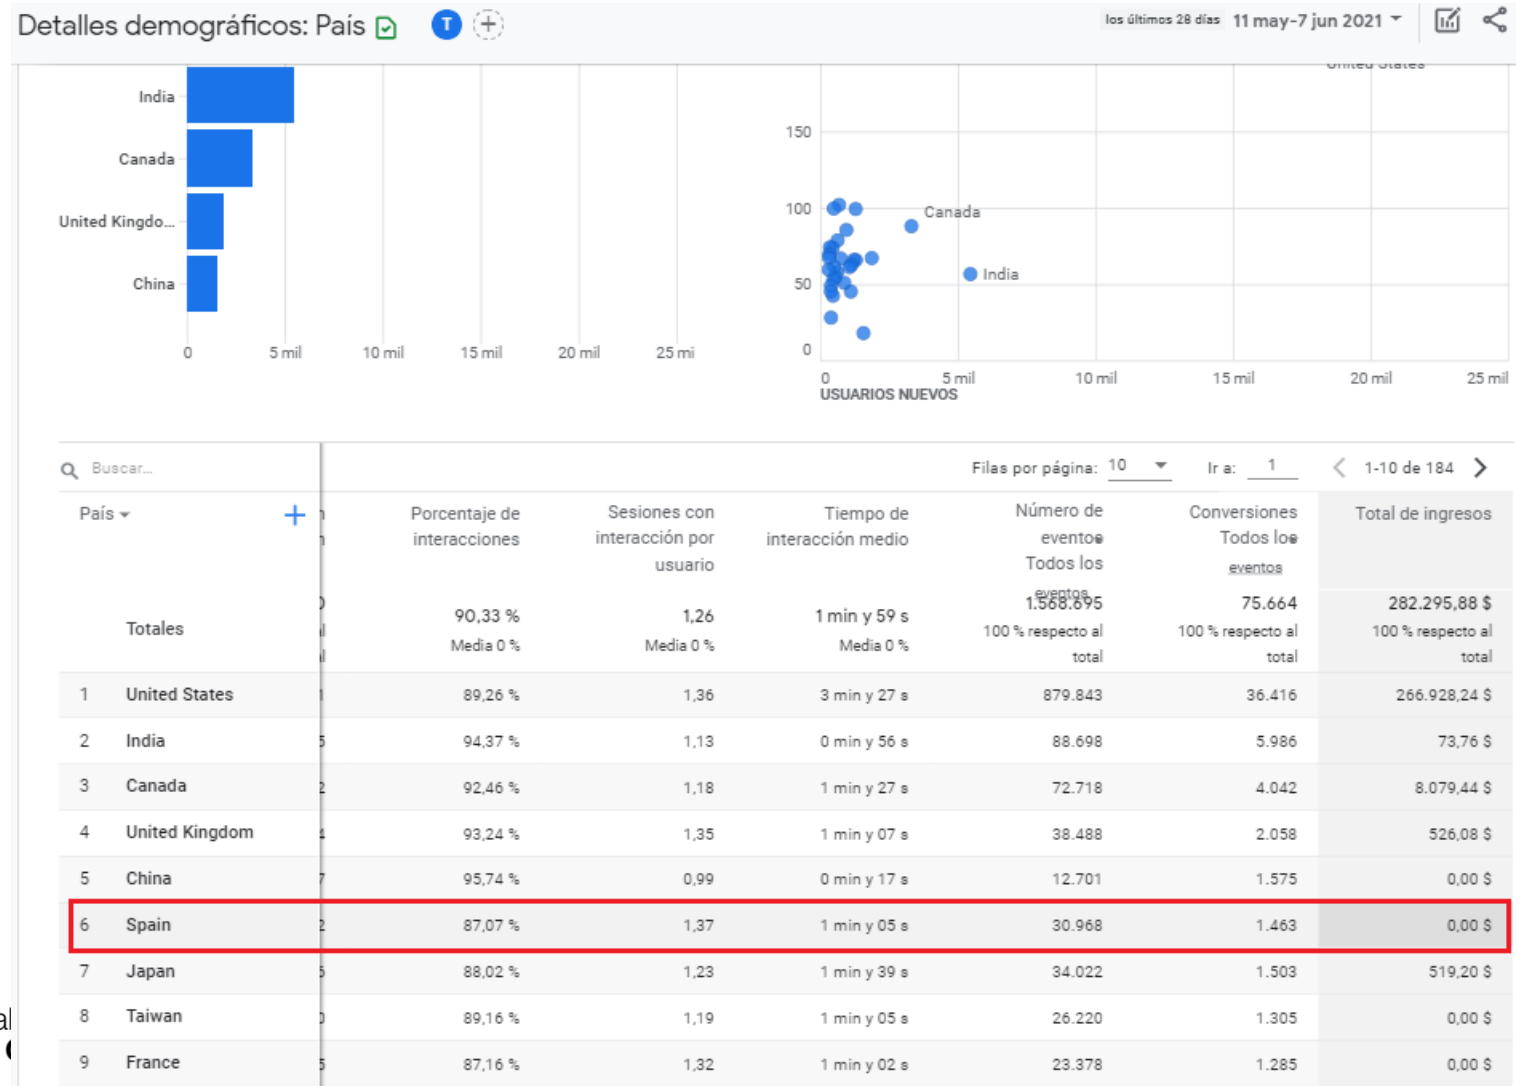 Detalles demográficos: País
T
los últimos 28 días 11 may-7 jun 2021
India
Canada
United Kingdo...
China
0 5 mil 10 mil 15 mil 20 mil 25 mi
United States
150
100
50
0
Canada
India
0 5 mil 10 mil 15 mil 20 mil 25 mil
USUARIOS NUEVOS
Buscar...
Filas por página: 10 Ir a: 1 1-10 de 184
País
Porcentaje de
interacciones
Sesiones con
interacción por
usuario
Tiempo de
interacción medio
Número de
eventos
Todos los
eventos
Conversiones
Todos los
eventos
Total de ingresos
Totales
90,33 % 1,26 1 min y 59 s 1.568.695 75.664 282.295,88 $
Media 0 % Media 0 % Media 0 % 100 % respecto al 100 % respecto al 100 % respecto al
total total total
1 United States 89,26 % 1,36 3 min y 27 s 879.843 36.416 266.928,24 $
2 India 94,37 % 1,13 0 min y 56 s 88.698 5.986 73,76 $
3 Canada 92,46 % 1,18 1 min y 27 s 72.718 4.042 8.079,44 $
4 United Kingdom 93,24 % 1,35 1 min y 07 s 38.488 2.058 526,08 $
5 China 95,74 % 0,99 0 min y 17 s 12.701 1.575 0,00 $
6 Spain 87,07 % 1,37 1 min y 05 s 30.968 1.463 0,00 $
7 Japan 88,02 % 1,23 1 min y 39 s 34.022 1.503 519,20 $
8 Taiwan 89,16 % 1,19 1 min y 05 s 26.220 1.305 0,00 $
9 France 87,16 % 1,32 1 min y 02 s 23.378 1.285 0,00 $